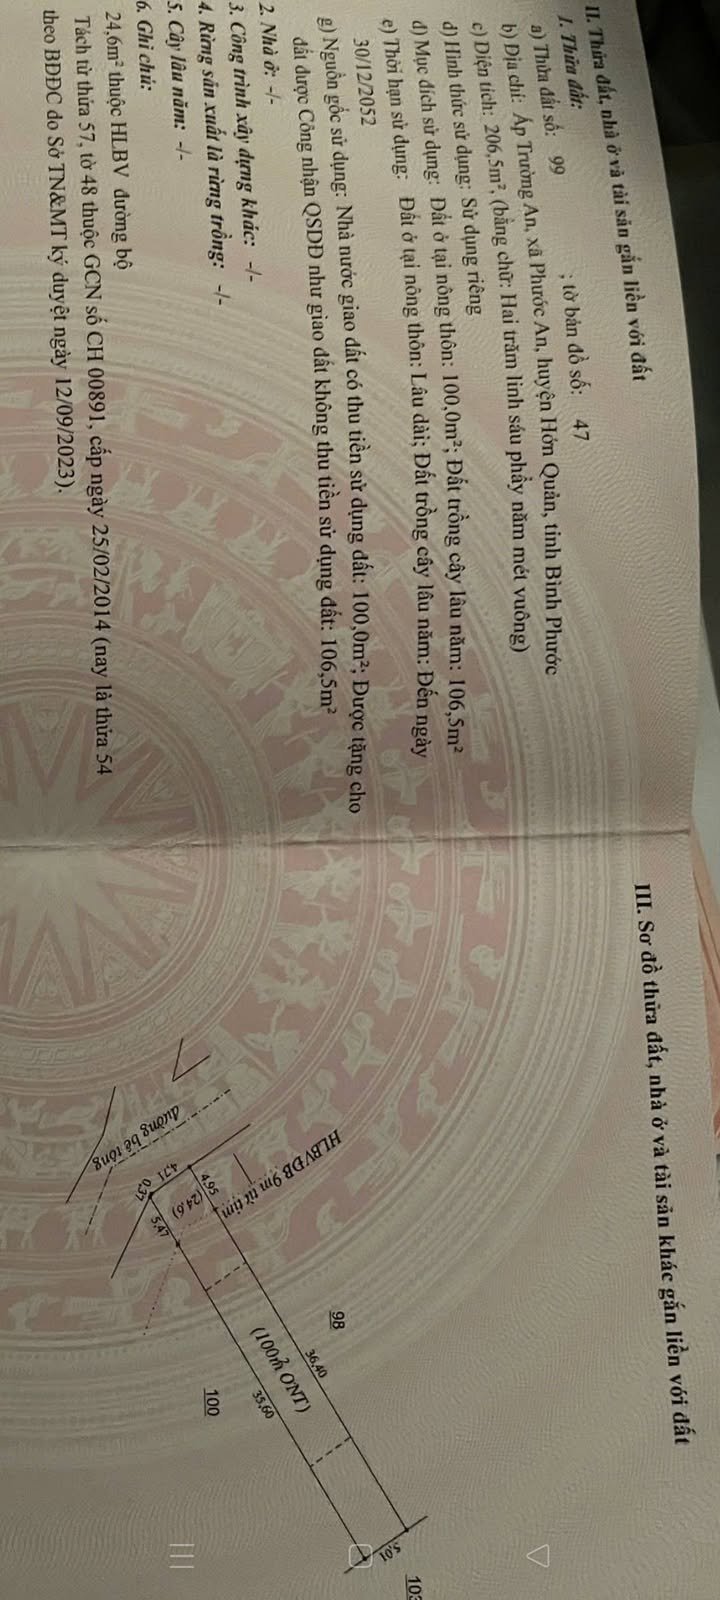 II. Thửa đất, nhà ở và tài sản gắn liền với đất
1. Thửa đất:
a) Thửa đất số: 99 ; tờ bản đồ số: 47
b) Địa chỉ: Ấp Trường An, xã Phước An, huyện Hớn Quản, tỉnh Bình Phước
c) Diện tích: 206,5m², (bằng chữ: Hai trăm linh sáu phẩy năm mét vuông)
d) Hình thức sử dụng: Sử dụng riêng
đ) Mục đích sử dụng: Đất ở tại nông thôn: 100,0m²; Đất trồng cây lâu năm: 106,5m²
e) Thời hạn sử dụng: Đất ở tại nông thôn: Lâu dài; Đất trồng cây lâu năm: Đến ngày
30/12/2052
g) Nguồn gốc sử dụng: Nhà nước giao đất có thu tiền sử dụng đất: 100,0m²; Được tặng cho
đất được Công nhận QSDĐ như giao đất không thu tiền sử dụng đất: 106,5m²
2. Nhà ở: -/-
3. Công trình xây dựng khác: -/-
4. Rừng sản xuất là rừng trồng: -/-
5. Cây lâu năm: -/-
6. Ghi chú:
24,6m² thuộc HLBV đường bộ
Tách từ thửa 57, tờ 48 thuộc GCN số CH 00891, cấp ngày 25/02/2014 (nay là thửa 54
theo BĐĐC do Sở TN&MT ký duyệt ngày 12/09/2023).
III. Sơ đồ thửa đất, nhà ở và tài sản khác gắn liền với đất
HLBVĐB 9m từ tim
đường bê tông
4,71
0,37
4,95
(24,6)
5,47
98
36,40
(100m² ONT)
35,60
100
5,01